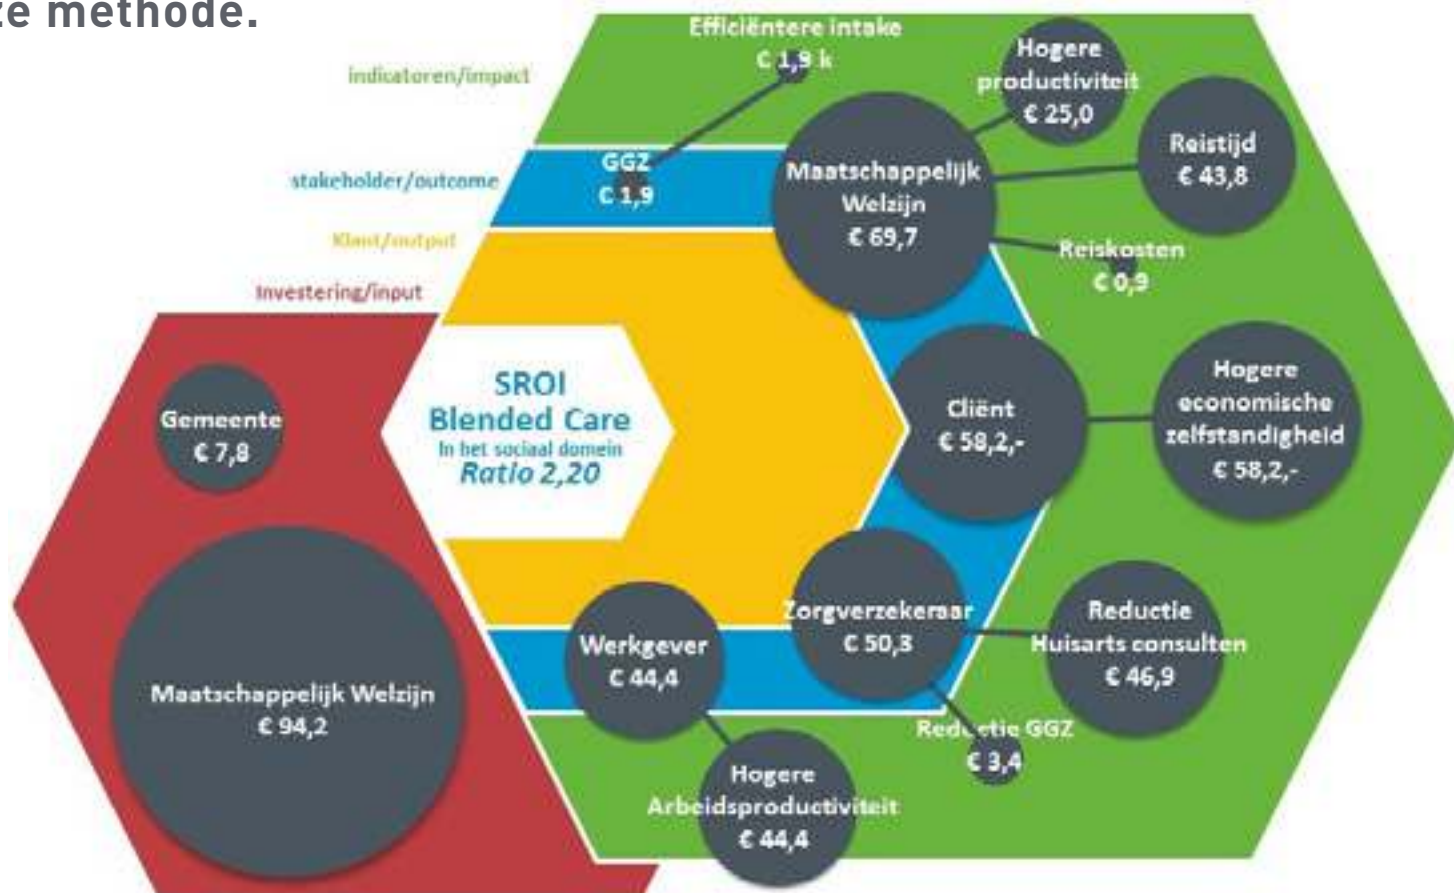 ze methode.
indicatoren/impact
stakeholder/outcome
Klant/output
Investering/input
Efficiëntere intake
€ 1,9 k
GGZ
€ 1,9
Maatschappelijk
Welzijn
€ 69,7
Hogere
productiviteit
€ 25,0
Reistijd
€ 43,8
Reiskosten
€ 0,9
SROI
Blended Care
In het sociaal domein
Ratio 2,20
Gemeente
€ 7,8
Maatschappelijk Welzijn
€ 94,2
Cliënt
€ 58,2,-
Hogere
economische
zelfstandigheid
€ 58,2,-
Zorgverzekeraar
€ 50,3
Reductie
Huisarts consulten
€ 46,9
Reductie GGZ
€ 3,4
Werkgever
€ 44,4
Hogere
Arbeidsproductiviteit
€ 44,4